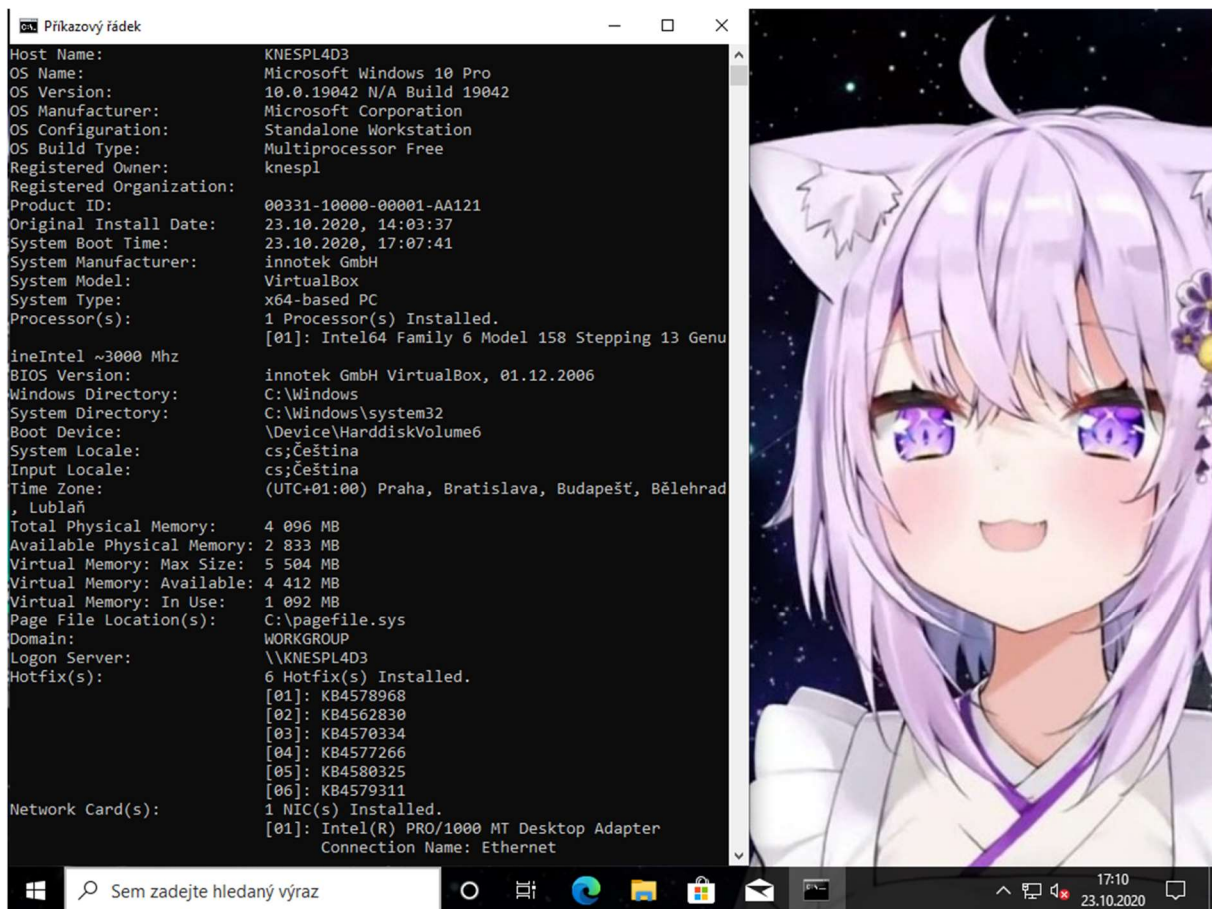 Příkazový řádek
Host Name: KNESPL4D3
OS Name: Microsoft Windows 10 Pro
OS Version: 10.0.19042 N/A Build 19042
OS Manufacturer: Microsoft Corporation
OS Configuration: Standalone Workstation
OS Build Type: Multiprocessor Free
Registered Owner: knespl
Registered Organization:
Product ID: 00331-10000-00001-AA121
Original Install Date: 23.10.2020, 14:03:37
System Boot Time: 23.10.2020, 17:07:41
System Manufacturer: innotek GmbH
System Model: VirtualBox
System Type: x64-based PC
Processor(s): 1 Processor(s) Installed.
[01]: Intel64 Family 6 Model 158 Stepping 13 Genu
ineIntel ~3000 Mhz
BIOS Version: innotek GmbH VirtualBox, 01.12.2006
Windows Directory: C:\Windows
System Directory: C:\Windows\system32
Boot Device: \Device\HarddiskVolume6
System Locale: cs;Čeština
Input Locale: cs;Čeština
Time Zone: (UTC+01:00) Praha, Bratislava, Budapešť, Bělehrad
, Lublaň
Total Physical Memory: 4 096 MB
Available Physical Memory: 2 833 MB
Virtual Memory: Max Size: 5 504 MB
Virtual Memory: Available: 4 412 MB
Virtual Memory: In Use: 1 092 MB
Page File Location(s): C:\pagefile.sys
Domain: WORKGROUP
Logon Server: \\KNESPL4D3
Hotfix(s): 6 Hotfix(s) Installed.
[01]: KB4578968
[02]: KB4562830
[03]: KB4570334
[04]: KB4577266
[05]: KB4580325
[06]: KB4579311
Network Card(s): 1 NIC(s) Installed.
[01]: Intel(R) PRO/1000 MT Desktop Adapter
Connection Name: Ethernet
Sem zadejte hledaný výraz
17:10
23.10.2020